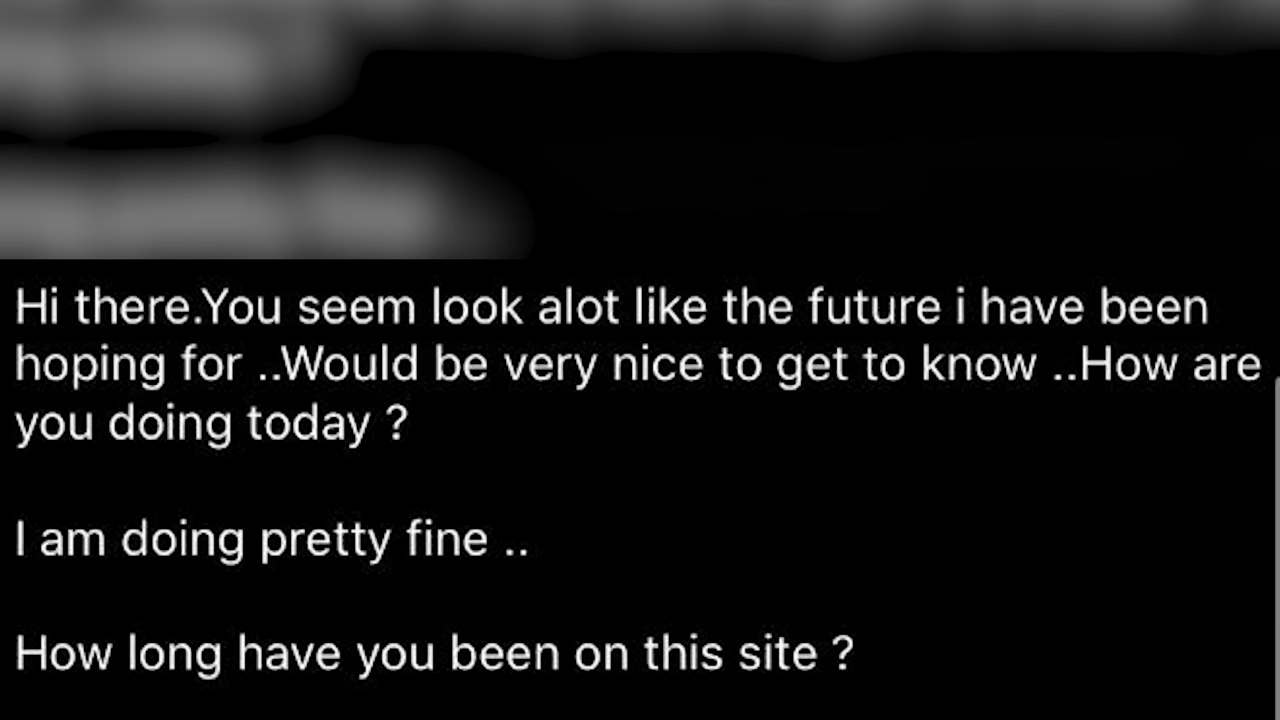 Hi there.You seem look alot like the future i have been
hoping for ..Would be very nice to get to know ..How are
you doing today ?
I am doing pretty fine ..
How long have you been on this site ?